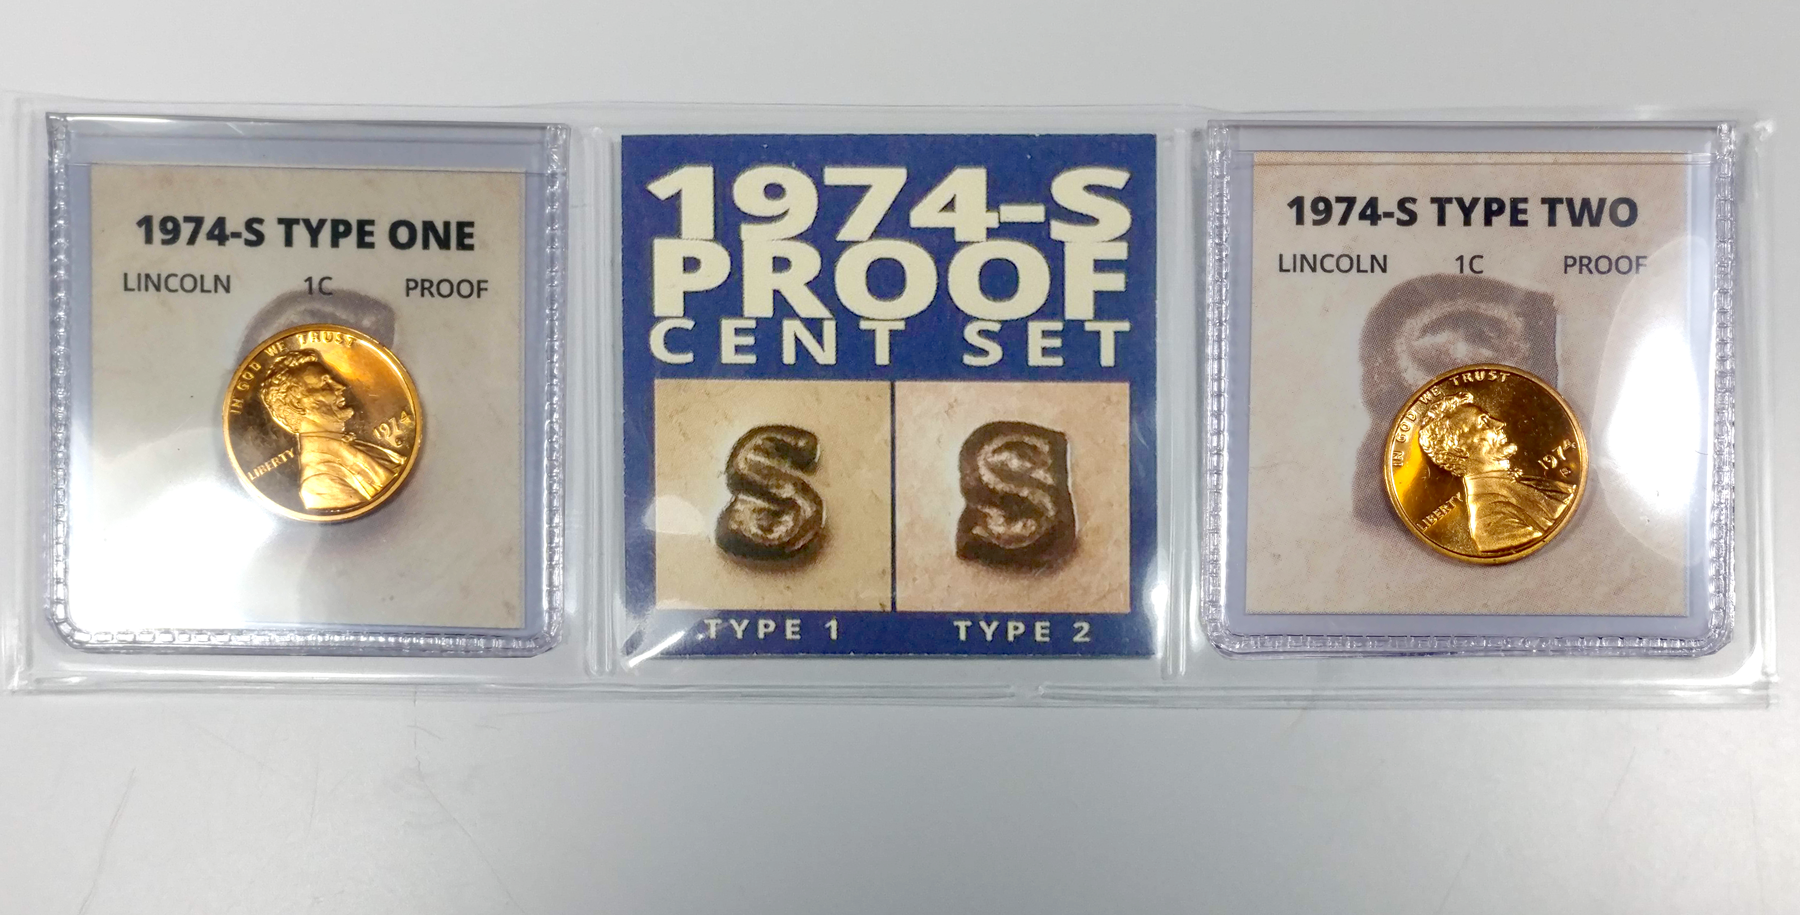 1974-S TYPE ONE
LINCOLN 1C PROOF
IN GOD WE TRUST
LIBERTY
1974
1974-S
PROOF
CENT SET
S S
TYPE 1 TYPE 2
1974-S TYPE TWO
LINCOLN 1C PROOF
IN GOD WE TRUST
LIBERTY
1974